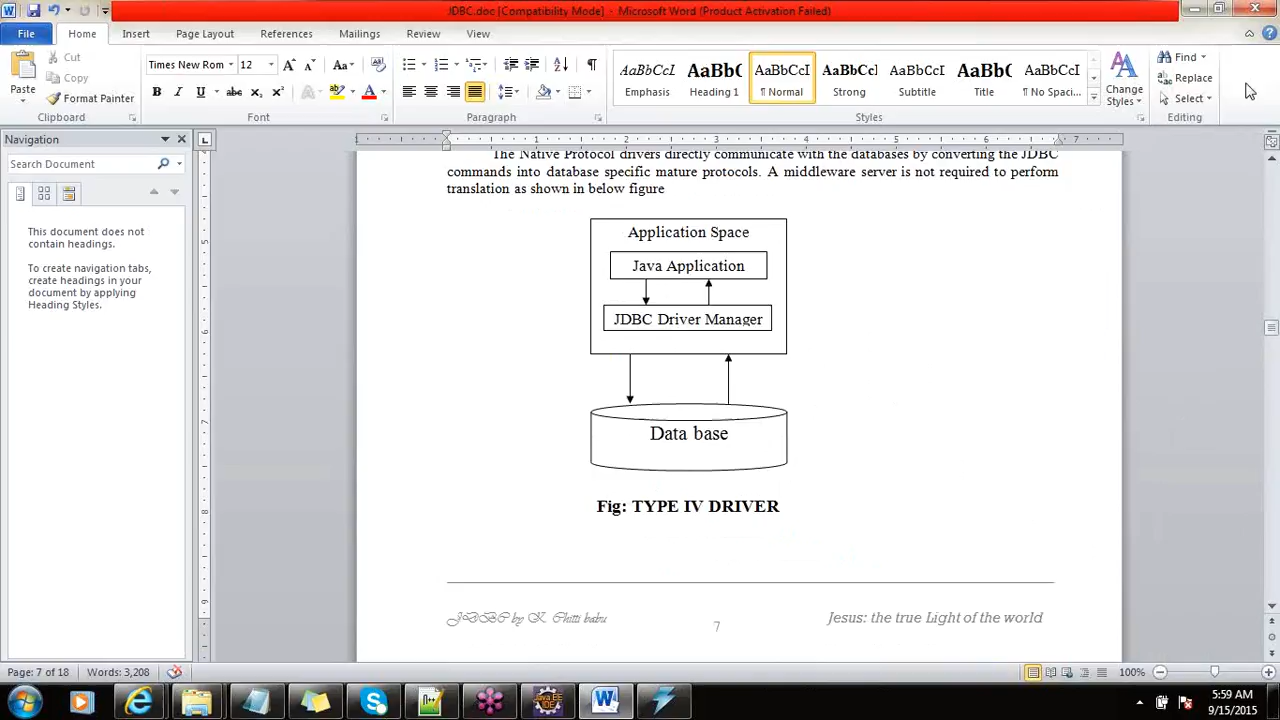 JDBC.doc [Compatibility Mode] - Microsoft Word (Product Activation Failed)
File Home Insert Page Layout References Mailings Review View
Cut
Copy
Format Painter
Paste
Clipboard
Times New Rom 12
Font
Paragraph
AaBbCcI AaBb( AaBbCcI AaBbCc AaBbCcI AaBb( AaBbCcI
Emphasis Heading 1 ¶ Normal Strong Subtitle Title ¶ No Spaci...
Change
Styles
Styles
Find
Replace
Select
Editing
Navigation
Search Document
This document does not
contain headings.
To create navigation tabs,
create headings in your
document by applying
Heading Styles.
The Native Protocol drivers directly communicate with the databases by converting the JDBC
commands into database specific mature protocols. A middleware server is not required to perform
translation as shown in below figure
Application Space
Java Application
JDBC Driver Manager
Data base
Fig: TYPE IV DRIVER
JDBC by K. Chitti babu
7
Jesus: the true Light of the world
Page: 7 of 18 Words: 3,208
100%
5:59 AM
9/15/2015